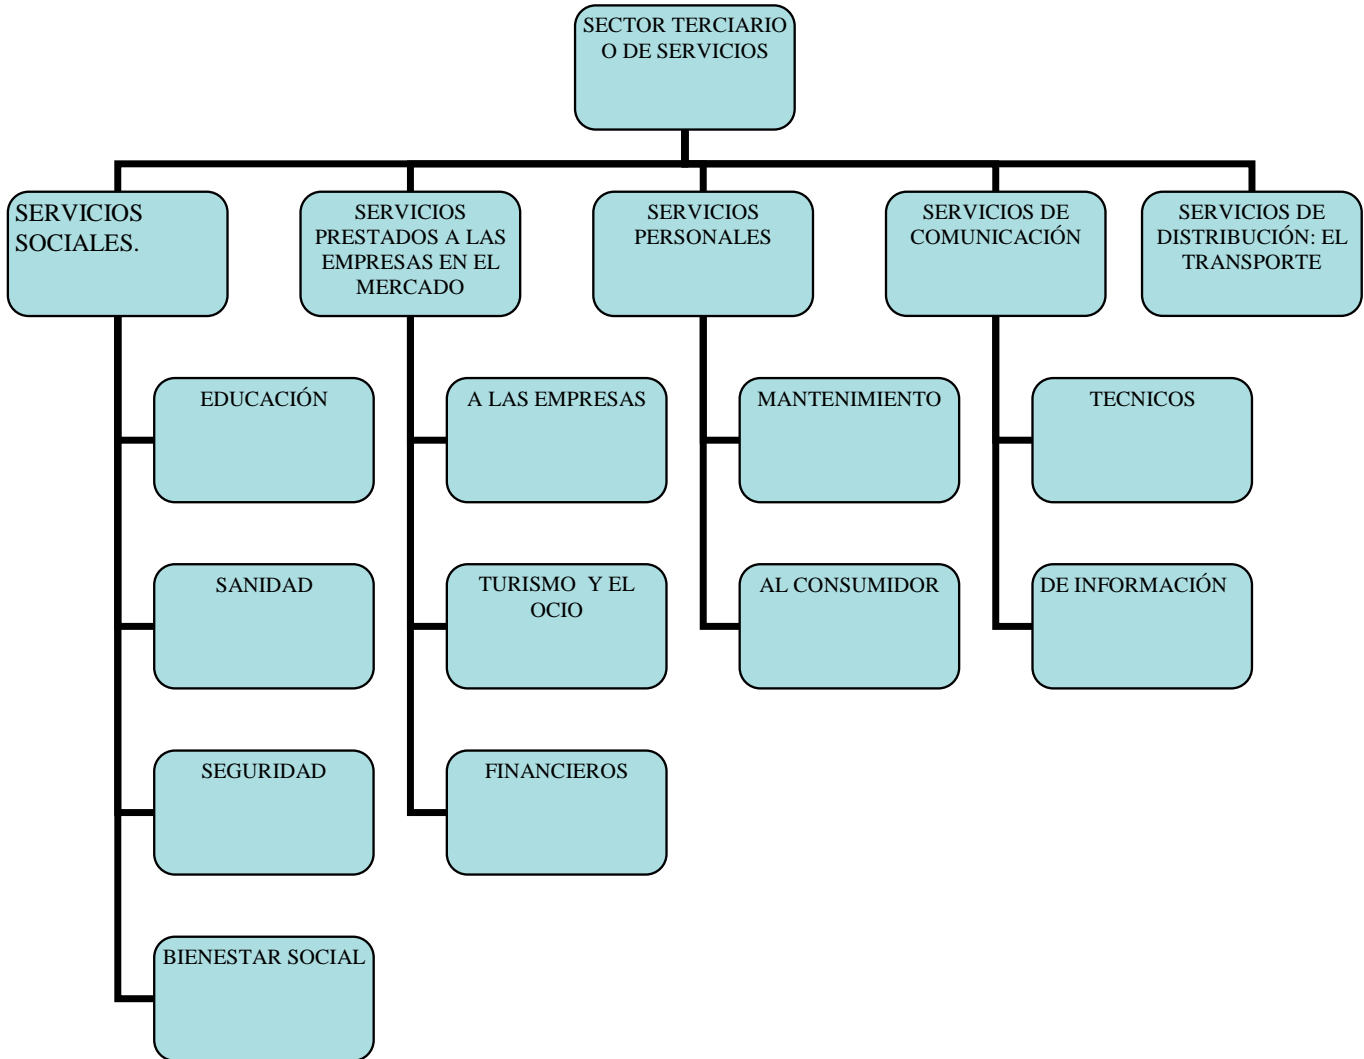 SECTOR TERCIARIO
O DE SERVICIOS
SERVICIOS
SOCIALES.
SERVICIOS
PRESTADOS A LAS
EMPRESAS EN EL
MERCADO
SERVICIOS
PERSONALES
SERVICIOS DE
COMUNICACIÓN
SERVICIOS DE
DISTRIBUCIÓN: EL
TRANSPORTE
EDUCACIÓN
A LAS EMPRESAS
MANTENIMIENTO
TECNICOS
SANIDAD
TURISMO Y EL
OCIO
AL CONSUMIDOR
DE INFORMACIÓN
SEGURIDAD
FINANCIEROS
BIENESTAR SOCIAL